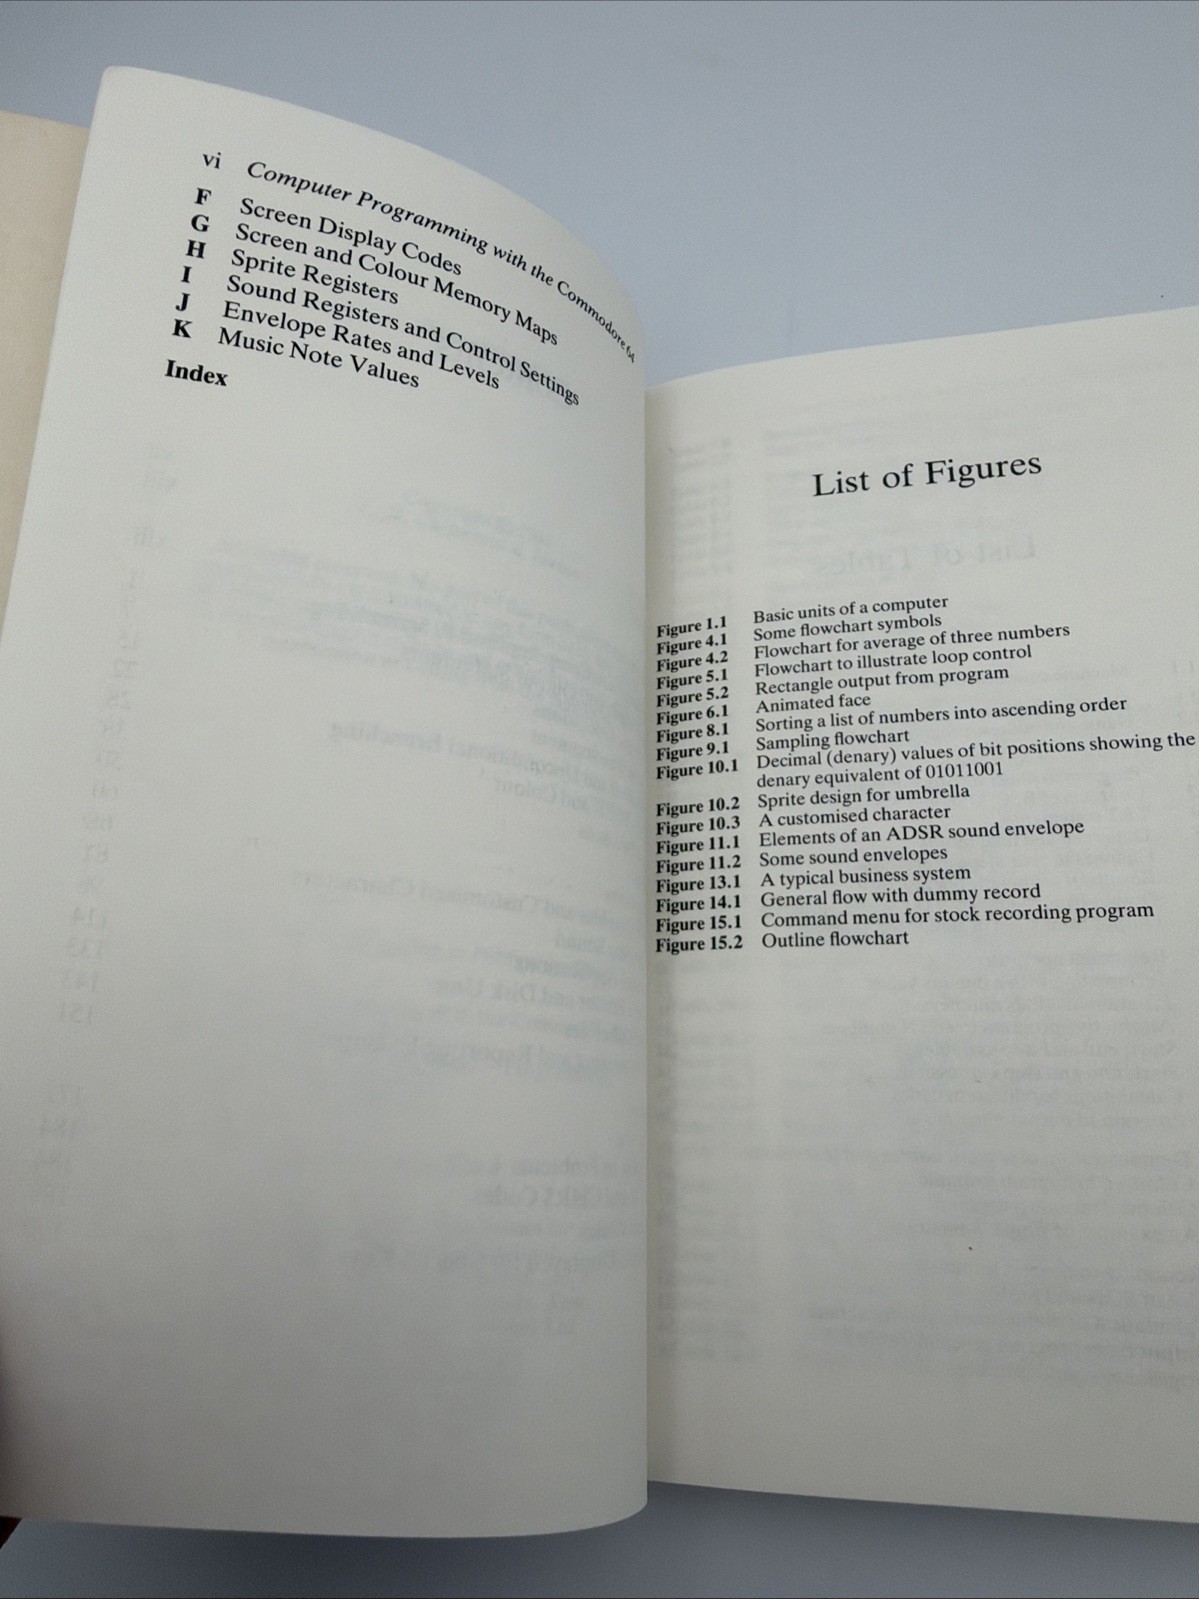 vi Computer Programming with the Commodore 64
F Screen Display Codes
G Screen and Colour Memory Maps
H Sprite Registers
I Sound Registers and Control Settings
J Envelope Rates and Levels
K Music Note Values
Index
List of Figures
Figure 1.1 Basic units of a computer
Figure 4.1 Some flowchart symbols
Figure 4.2 Flowchart for average of three numbers
Figure 5.1 Flowchart to illustrate loop control
Figure 5.2 Rectangle output from program
Figure 6.1 Animated face
Figure 8.1 Sorting a list of numbers into ascending order
Figure 9.1 Sampling flowchart
Figure 10.1 Decimal (denary) values of bit positions showing the
denary equivalent of 01011001
Figure 10.2 Sprite design for umbrella
Figure 10.3 A customised character
Figure 11.1 Elements of an ADSR sound envelope
Figure 11.2 Some sound envelopes
Figure 13.1 A typical business system
Figure 14.1 General flow with dummy record
Figure 15.1 Command menu for stock recording program
Figure 15.2 Outline flowchart